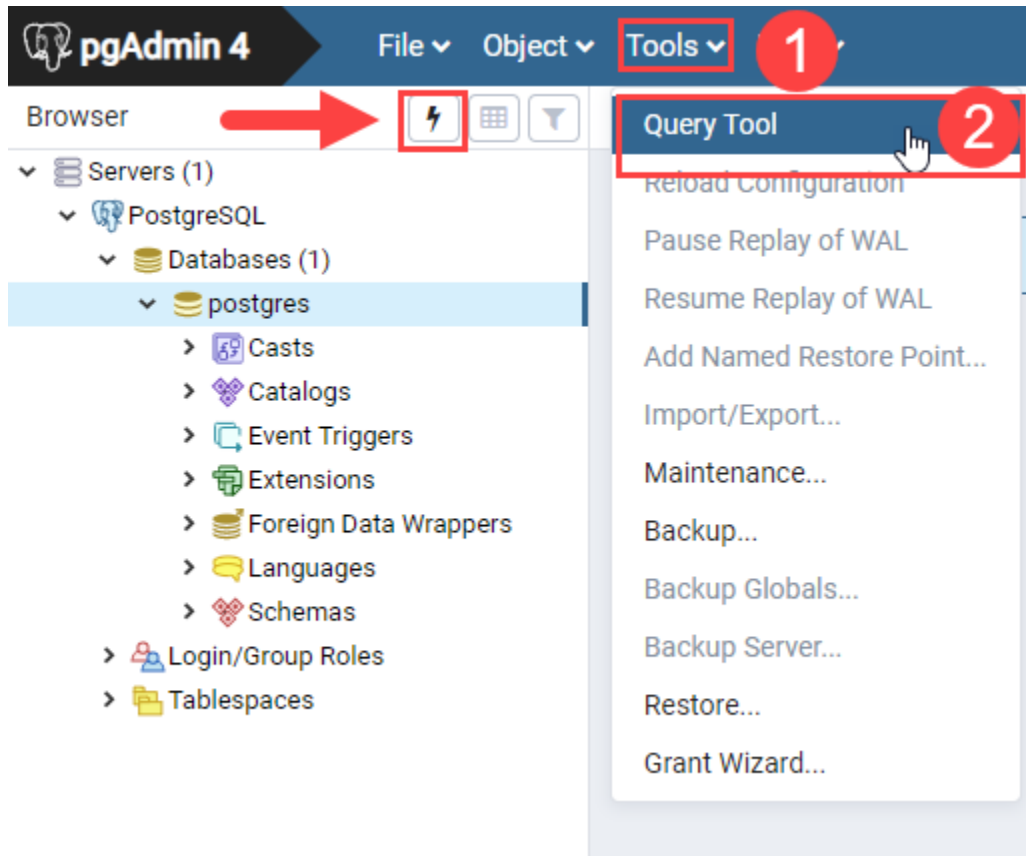 pgAdmin 4 File Object Tools 1
Browser
Query Tool 2
Servers (1)
Reload Configuration
PostgreSQL
Pause Replay of WAL
Databases (1)
Resume Replay of WAL
postgres
Casts
Add Named Restore Point...
Catalogs
Import/Export...
Event Triggers
Extensions
Maintenance...
Foreign Data Wrappers
Backup...
Languages
Backup Globals...
Schemas
Login/Group Roles
Backup Server...
Tablespaces
Restore...
Grant Wizard...